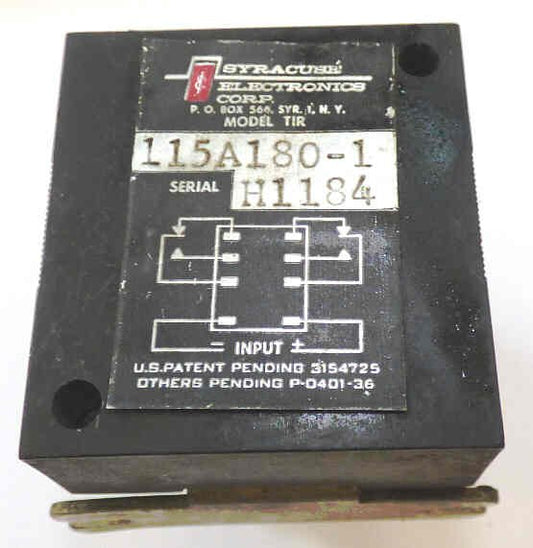 SYRACUSE
ELECTRONICS
CORP.
P. O. BOX 566, SYR. 1, N. Y.
MODEL TIR
115A180-1
SERIAL H1184
- INPUT +
U.S. PATENT PENDING 3154725
OTHERS PENDING P-0401-36